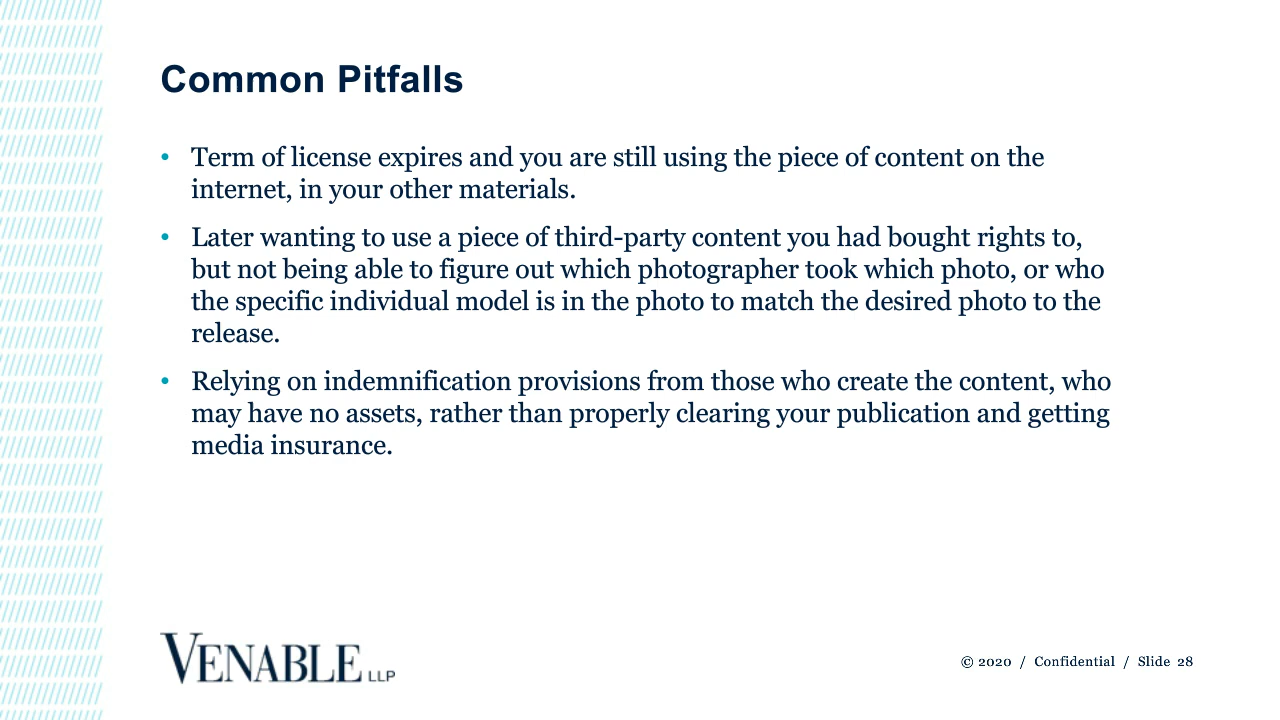 Common Pitfalls
• Term of license expires and you are still using the piece of content on the
internet, in your other materials.
• Later wanting to use a piece of third-party content you had bought rights to,
but not being able to figure out which photographer took which photo, or who
the specific individual model is in the photo to match the desired photo to the
release.
• Relying on indemnification provisions from those who create the content, who
may have no assets, rather than properly clearing your publication and getting
media insurance.
VENABLE LLP
© 2020 / Confidential / Slide 28